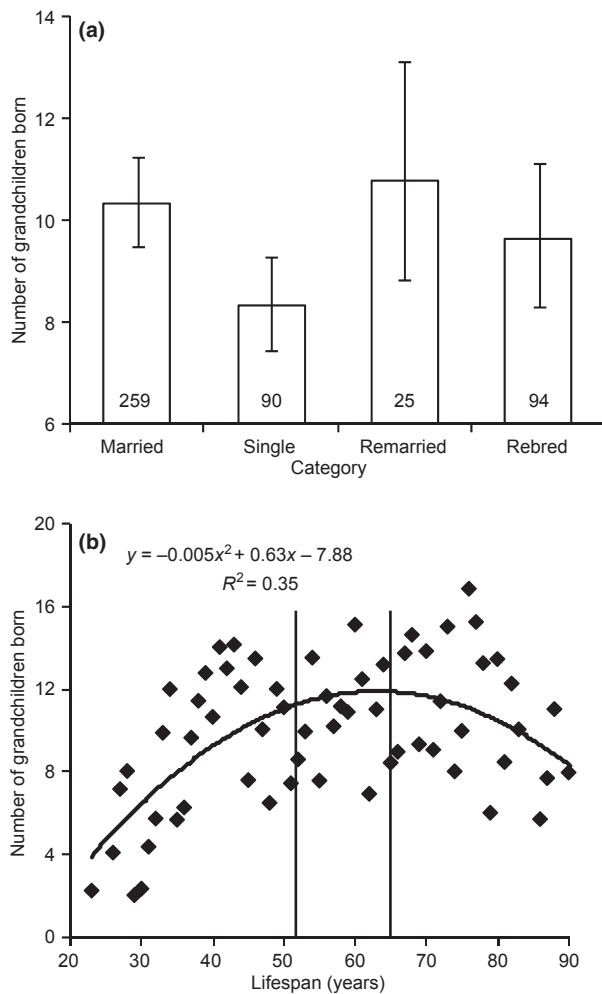 (a)
14
12
10
8
6
Number of grandchildren born
259
90
25
94
Married
Single
Remarried
Rebred
Category
(b)
y = –0.005x² + 0.63x – 7.88
R² = 0.35
20
16
12
8
4
0
Number of grandchildren born
20
30
40
50
60
70
80
90
Lifespan (years)